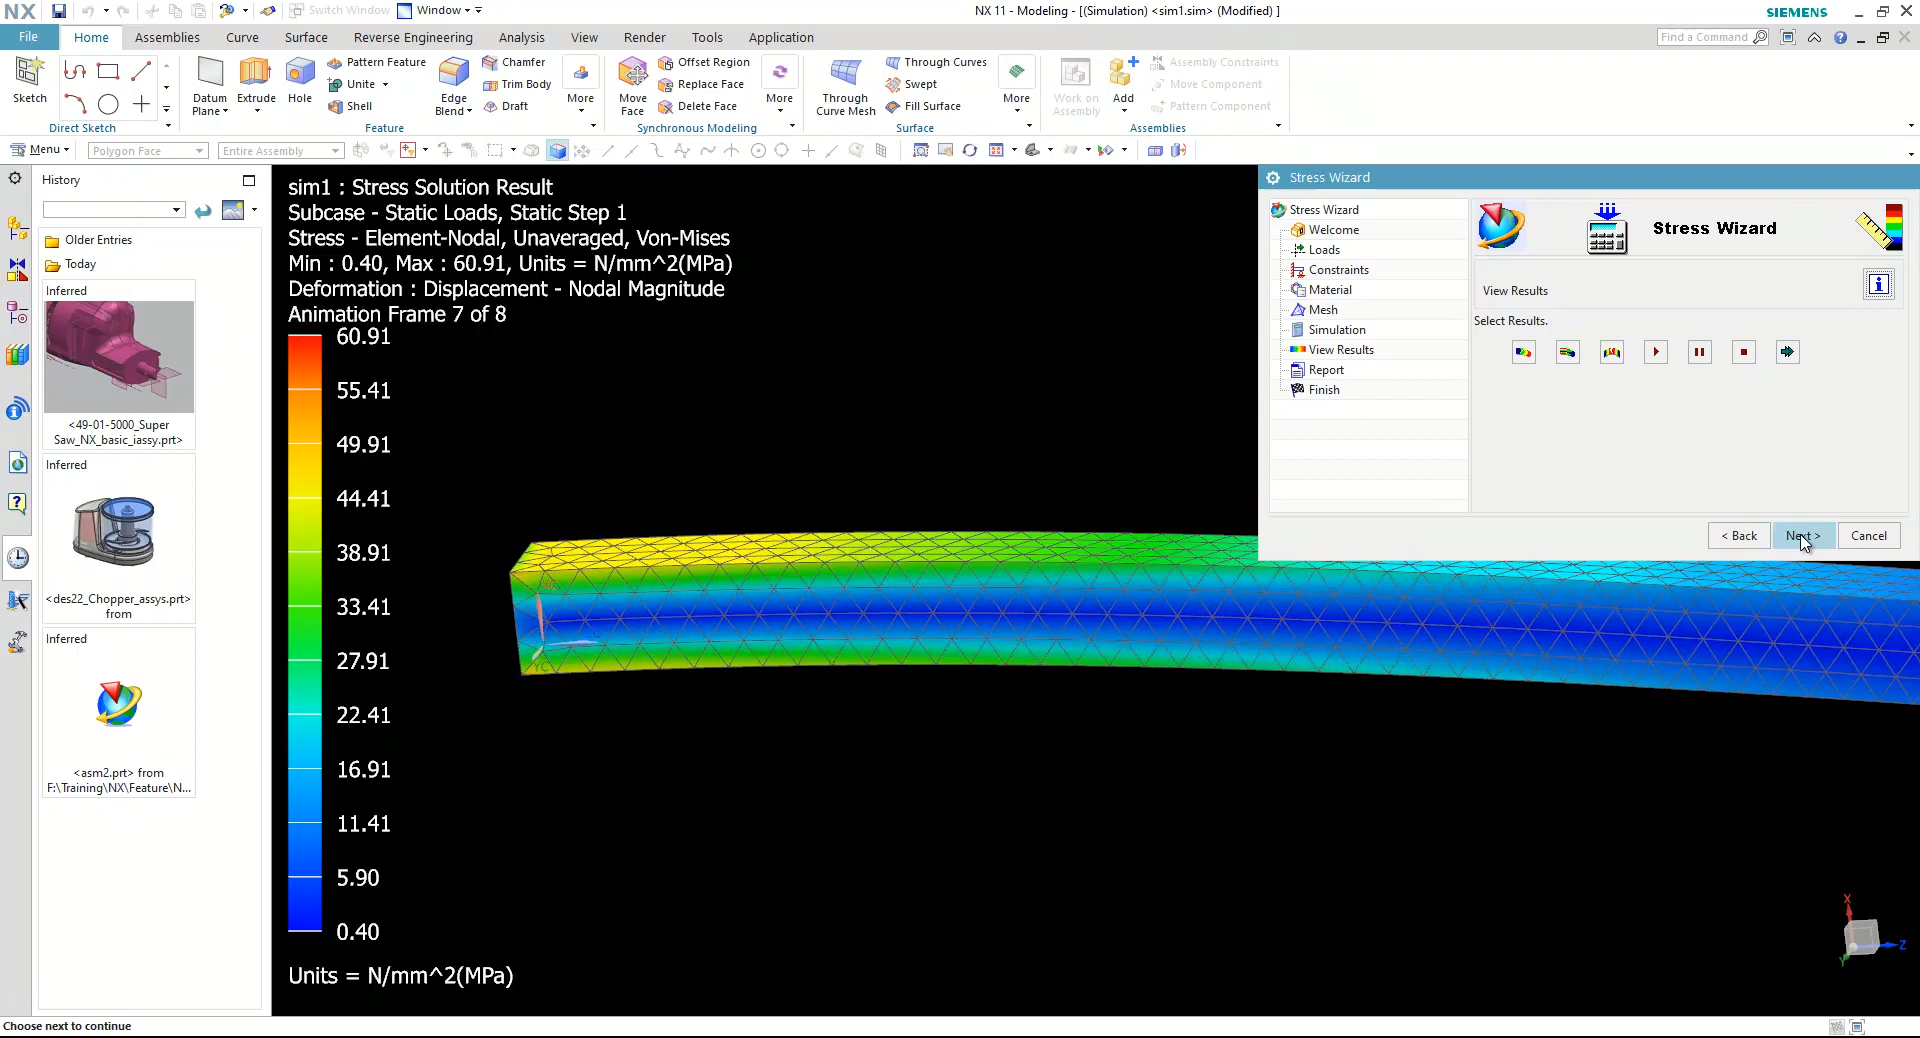 NX
Switch Window
Window
NX 11 - Modeling - [(Simulation) <sim1.sim> (Modified) ]
SIEMENS
File
Home
Assemblies
Curve
Surface
Reverse Engineering
Analysis
View
Render
Tools
Application
Find a Command
Sketch
Direct Sketch
Datum Plane
Extrude
Hole
Pattern Feature
Unite
Shell
Edge Blend
Chamfer
Trim Body
Draft
More
Feature
Move Face
Offset Region
Replace Face
Delete Face
More
Synchronous Modeling
Through Curve Mesh
Through Curves
Swept
Fill Surface
More
Surface
Work on Assembly
Add
Assembly Constraints
Move Component
Pattern Component
Assemblies
Menu
Polygon Face
Entire Assembly
History
Older Entries
Today
Inferred
<49-01-5000_Super
Saw_NX_basic_iassy.prt>
Inferred
<des22_Chopper_assys.prt>
from
Inferred
<asm2.prt> from
F:\Training\NX\Feature\N...
sim1 : Stress Solution Result
Subcase - Static Loads, Static Step 1
Stress - Element-Nodal, Unaveraged, Von-Mises
Min : 0.40, Max : 60.91, Units = N/mm^2(MPa)
Deformation : Displacement - Nodal Magnitude
Animation Frame 7 of 8
60.91
55.41
49.91
44.41
38.91
33.41
27.91
22.41
16.91
11.41
5.90
0.40
Units = N/mm^2(MPa)
Stress Wizard
Stress Wizard
Welcome
Loads
Constraints
Material
Mesh
Simulation
View Results
Report
Finish
Stress Wizard
View Results
Select Results.
< Back
Next >
Cancel
X
Y
Z
Choose next to continue